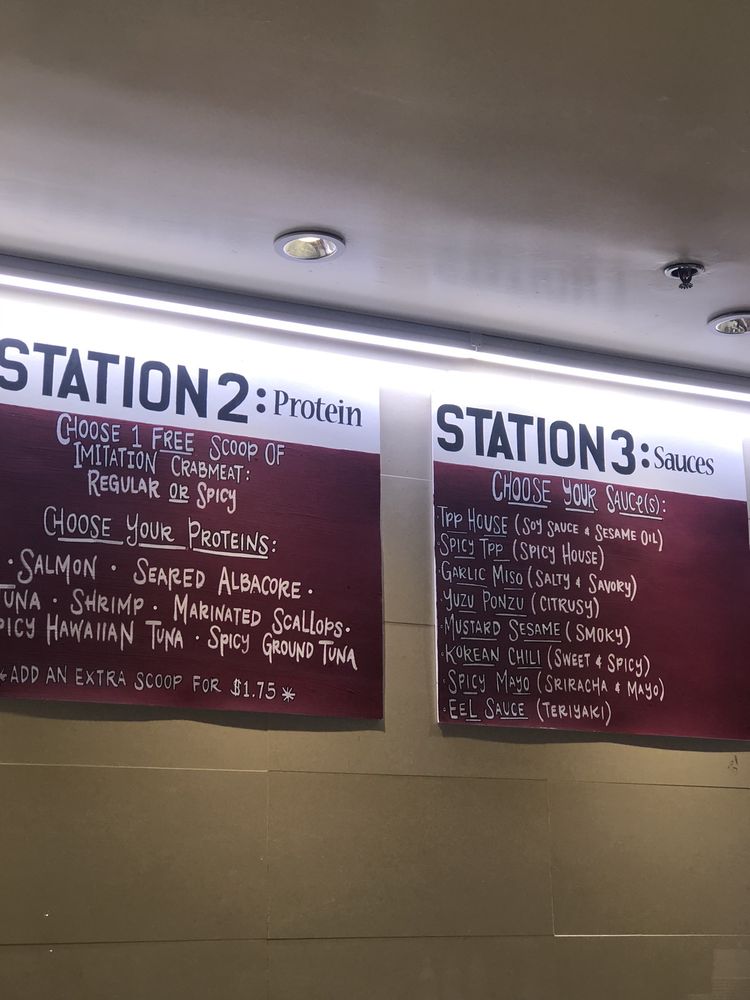 STATION 2: Protein
CHOOSE 1 FREE SCOOP OF
IMITATION CRABMEAT:
REGULAR OR SPICY
CHOOSE YOUR PROTEINS:
· SALMON · SEARED ALBACORE ·
TUNA · SHRIMP · MARINATED SCALLOPS ·
SPICY HAWAIIAN TUNA · SPICY GROUND TUNA
*ADD AN EXTRA SCOOP FOR $1.75*
STATION 3: Sauces
CHOOSE YOUR SAUCE(S):
· TPP HOUSE (SOY SAUCE & SESAME OIL)
· SPICY TPP (SPICY HOUSE)
· GARLIC MISO (SALTY & SAVORY)
· YUZU PONZU (CITRUSY)
· MUSTARD SESAME (SMOKY)
· KOREAN CHILI (SWEET & SPICY)
· SPICY MAYO (SRIRACHA & MAYO)
· EEL SAUCE (TERIYAKI)